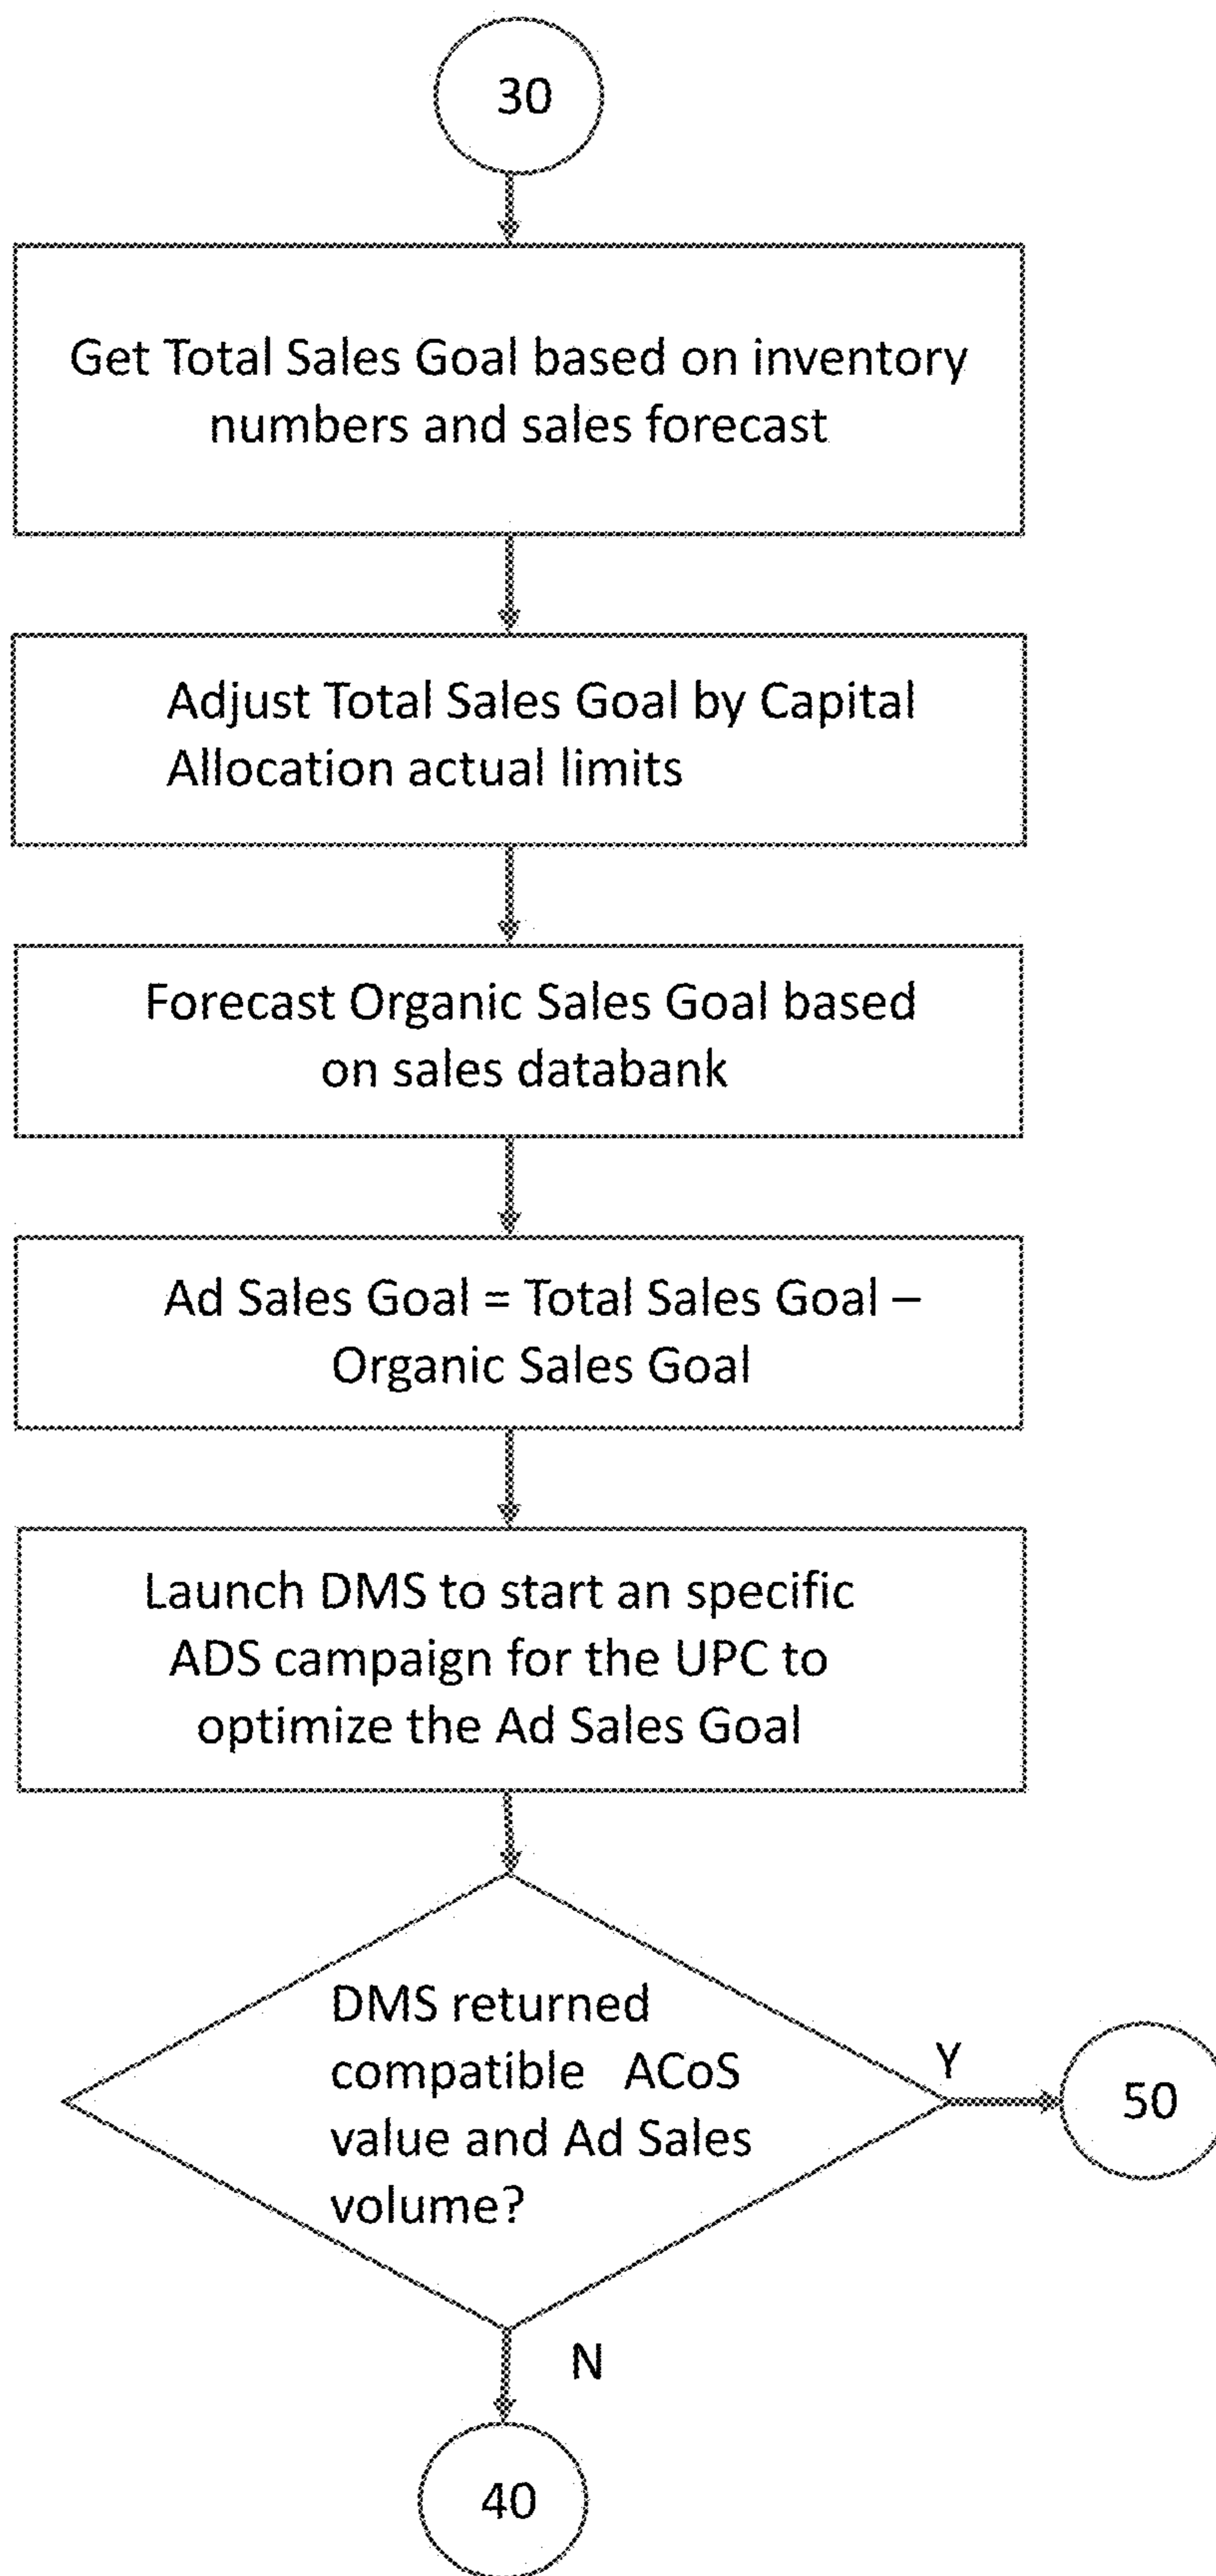 30
Get Total Sales Goal based on inventory
numbers and sales forecast
Adjust Total Sales Goal by Capital
Allocation actual limits
Forecast Organic Sales Goal based
on sales databank
Ad Sales Goal = Total Sales Goal –
Organic Sales Goal
Launch DMS to start an specific
ADS campaign for the UPC to
optimize the Ad Sales Goal
DMS returned
compatible   ACoS
value and Ad Sales
volume?
Y
50
N
40